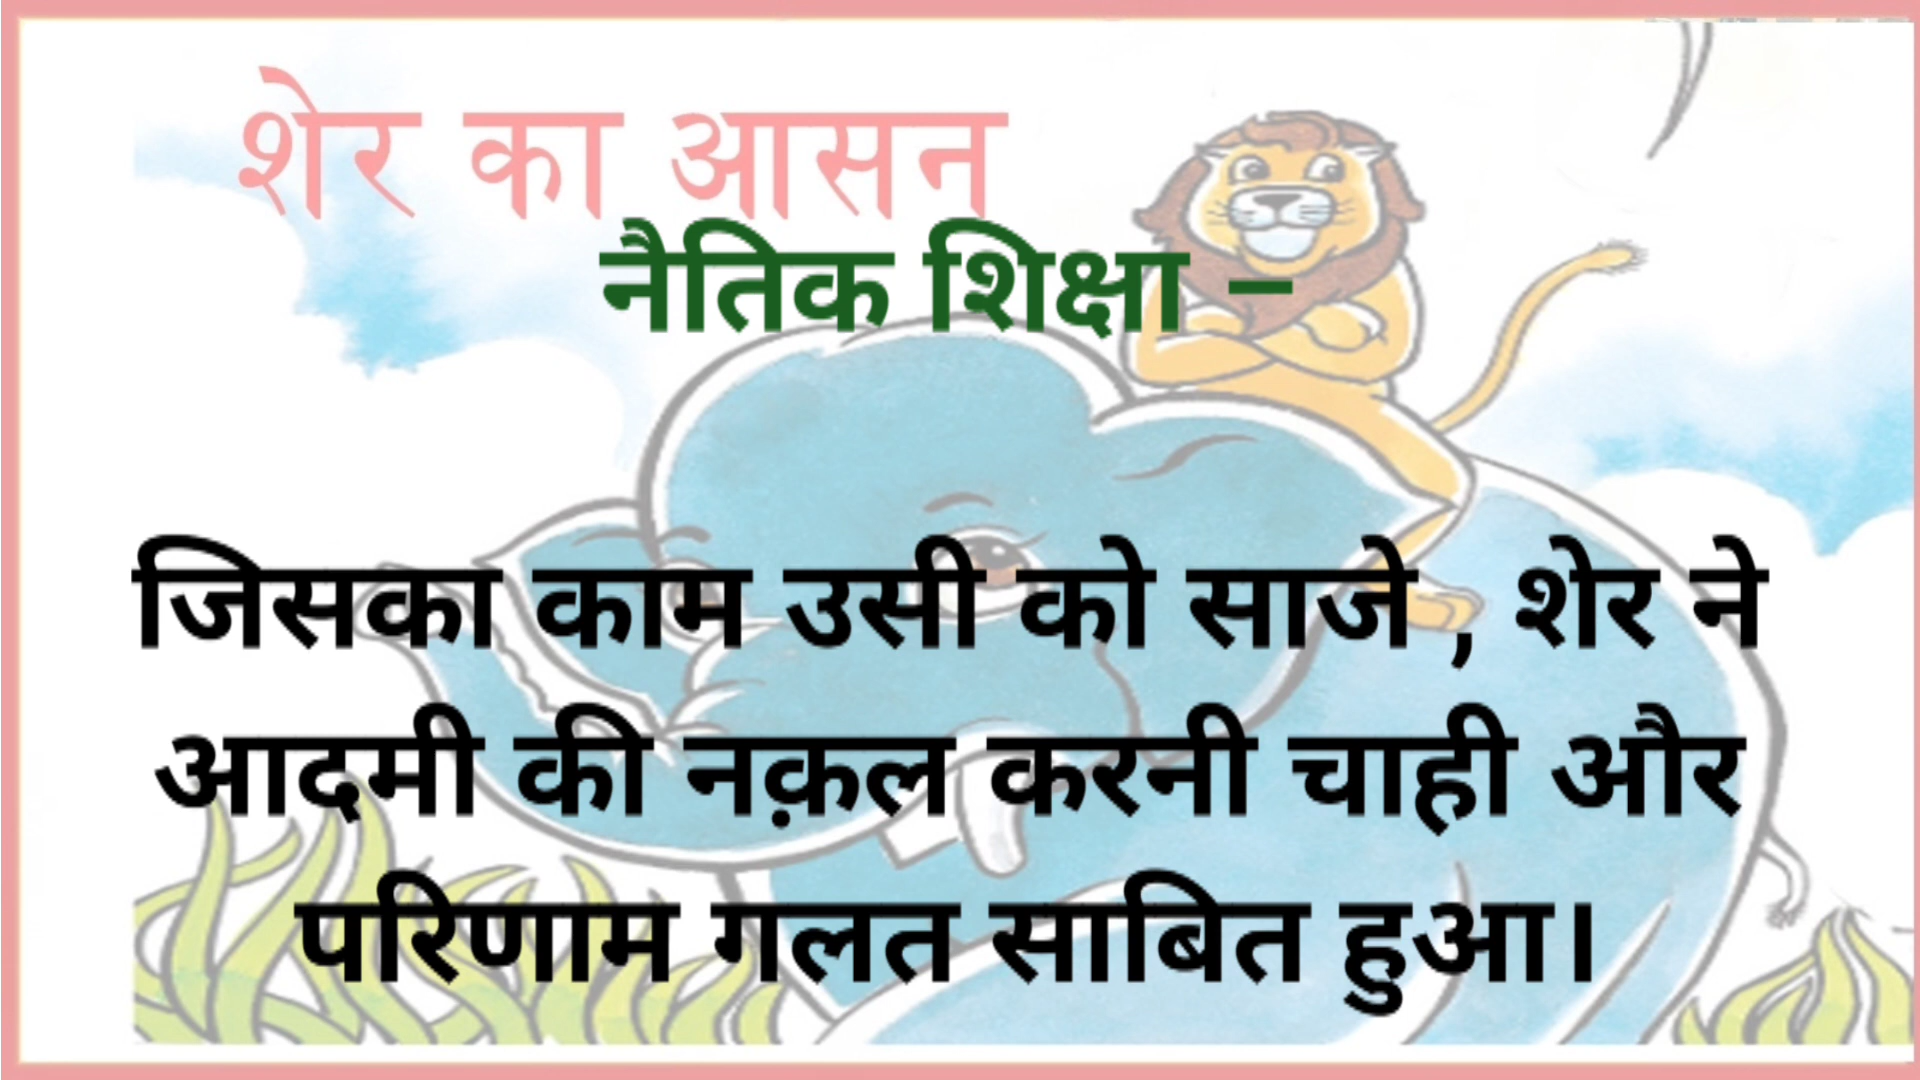 शेर का आसन
नैतिक शिक्षा –
जिसका काम उसी को साजे , शेर ने
आदमी की नक़ल करनी चाही और
परिणाम गलत साबित हुआ।